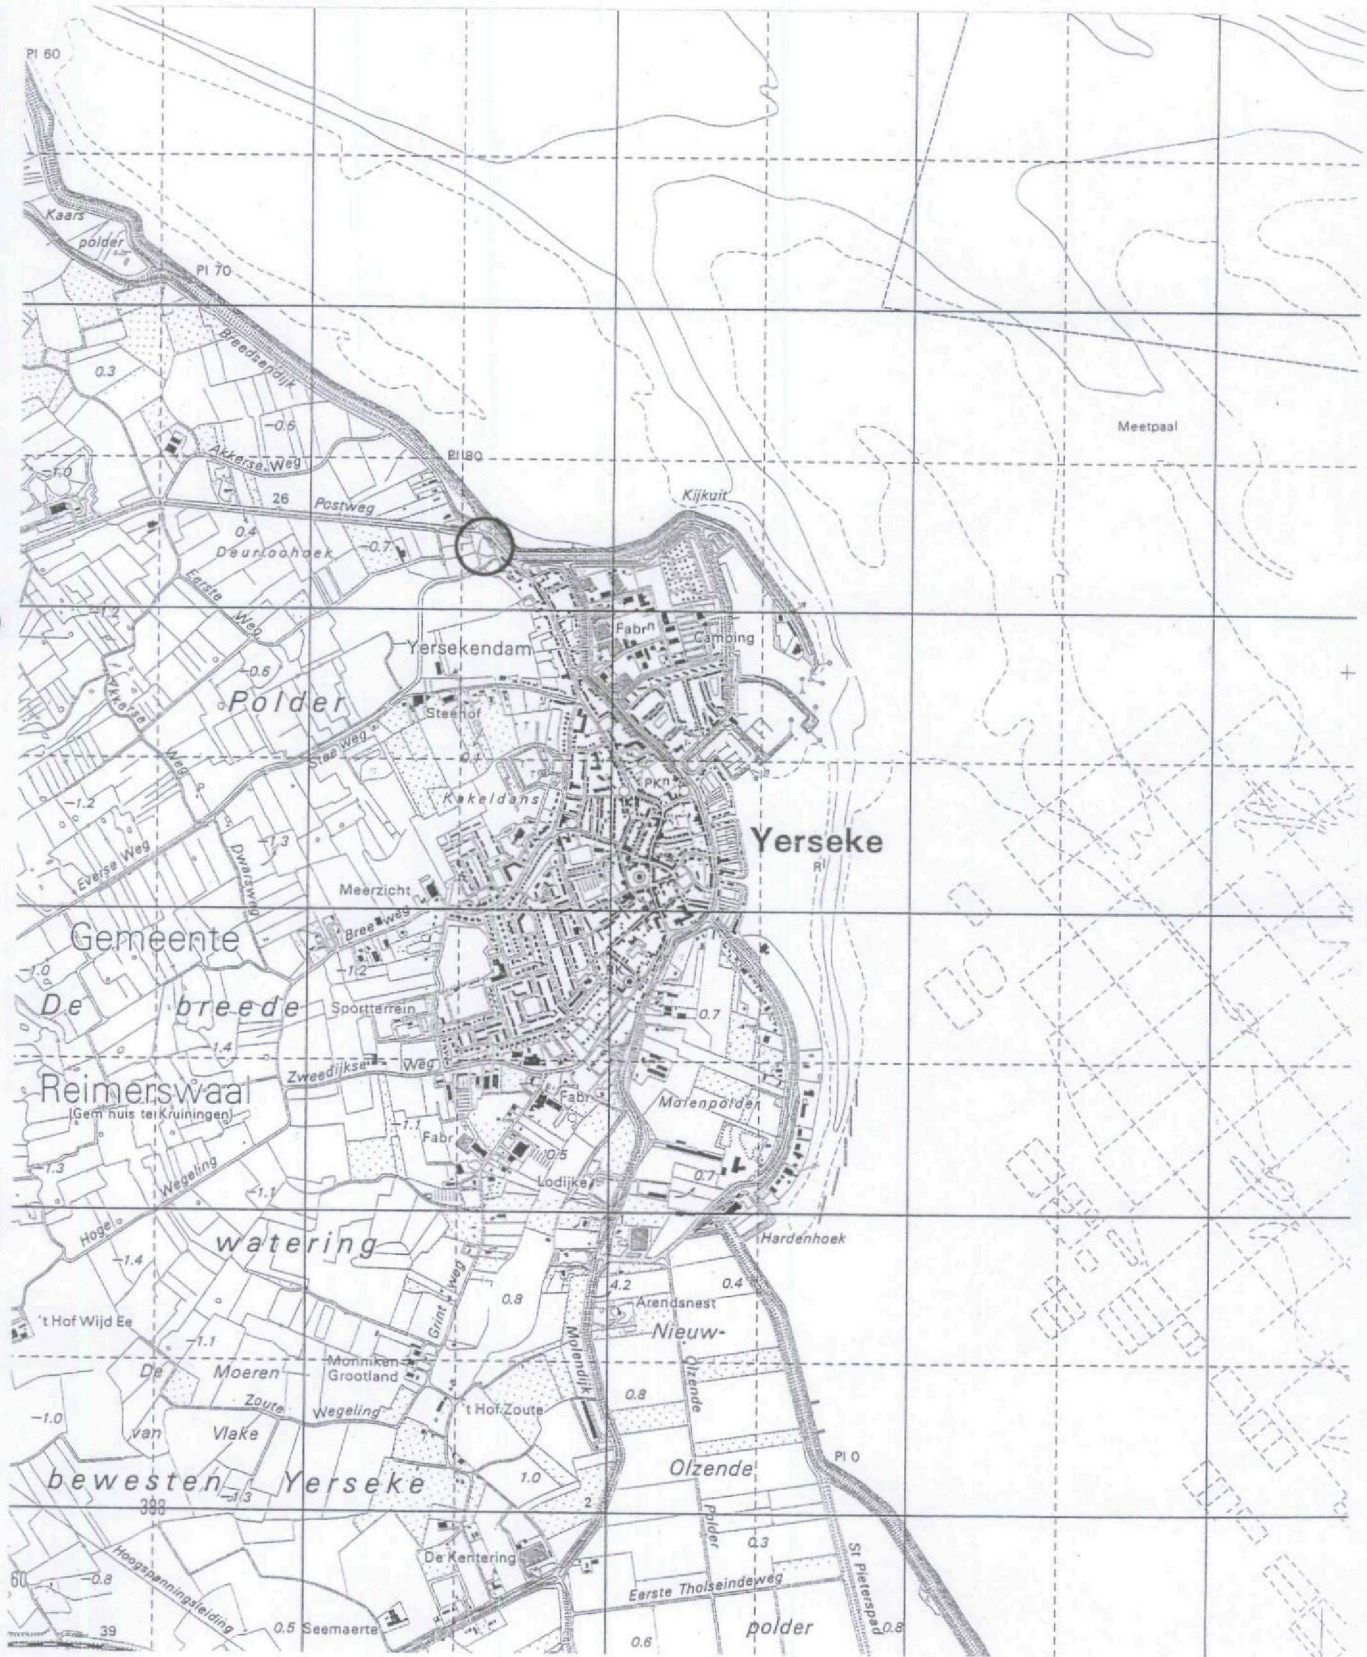 Pl 60
Kaars
polder
Pl 70
Breedsendijk
0.3
-0.6
Meetpaal
Akkerse Weg
Pl 80
-1.0
26
Postweg
Kijkuit
0.4
Deurloohoek
-0.7
Eerste
Weg
-1.2
Fabrn
Camping
Yersekendam
-0.6
Akkerse
Weg
Polder
Steehof
Stee weg
0.1
PKn
Kakeldans
-1.2
Yerseke
-1.3
Everse Weg
Dwarsweg
Meerzicht
Bree weg
Gemeente
-1.2
-1.0
De breede
Sportterrein
0.7
1.4
Zweedijkse Weg
Reimerswaal
(Gem huis te Kruiningen)
Fabr
Molenpolder
-1.1
Fabr
0.5
-1.3
Wegeling
-1.1
Lodijke
0.7
Hoge
watering
Hardenhoek
-1.4
4.2
0.4
't Hof Wijd Ee
Grint weg
0.8
Arendsnest
Nieuw-
-1.1
Molendijk
De Moeren
Monniken
Grootland
Olzende
0.8
Zoute Wegeling
't Hof Zoute
-1.0
van Vlake
Pl 0
bewesten Yerseke
1.0
Olzende
-1.3
2
388
Polder
De Kentering
0.3
Hoogspanningsleiding
60
-0.8
St Pieterspad
Eerste Tholseindeweg
39
0.5
Seemaerte
0.6
polder
0.8